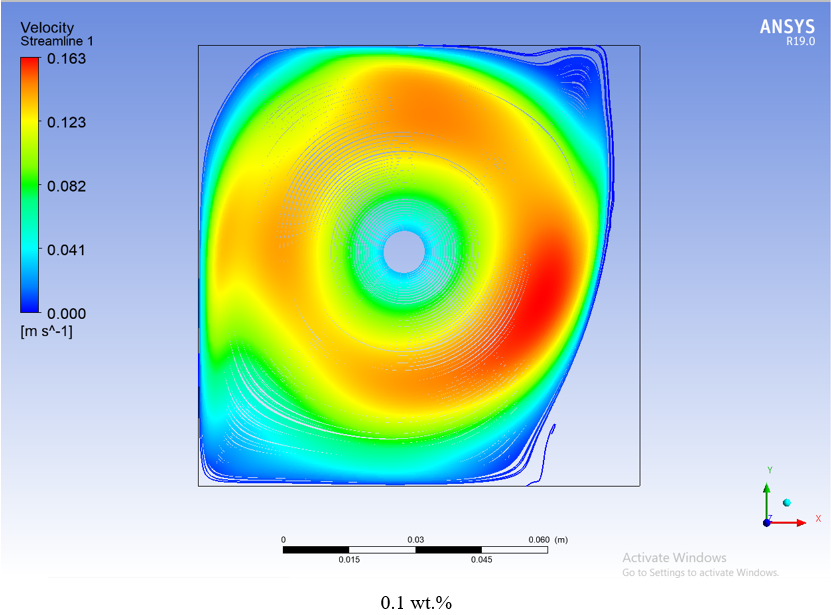 Velocity
Streamline 1
0.163
0.123
0.082
0.041
0.000
[m s^-1]
ANSYS
R19.0
Y
Z
X
0 0.03 0.060 (m)
0.015 0.045
Activate Windows
Go to Settings to activate Windows.
0.1 wt.%